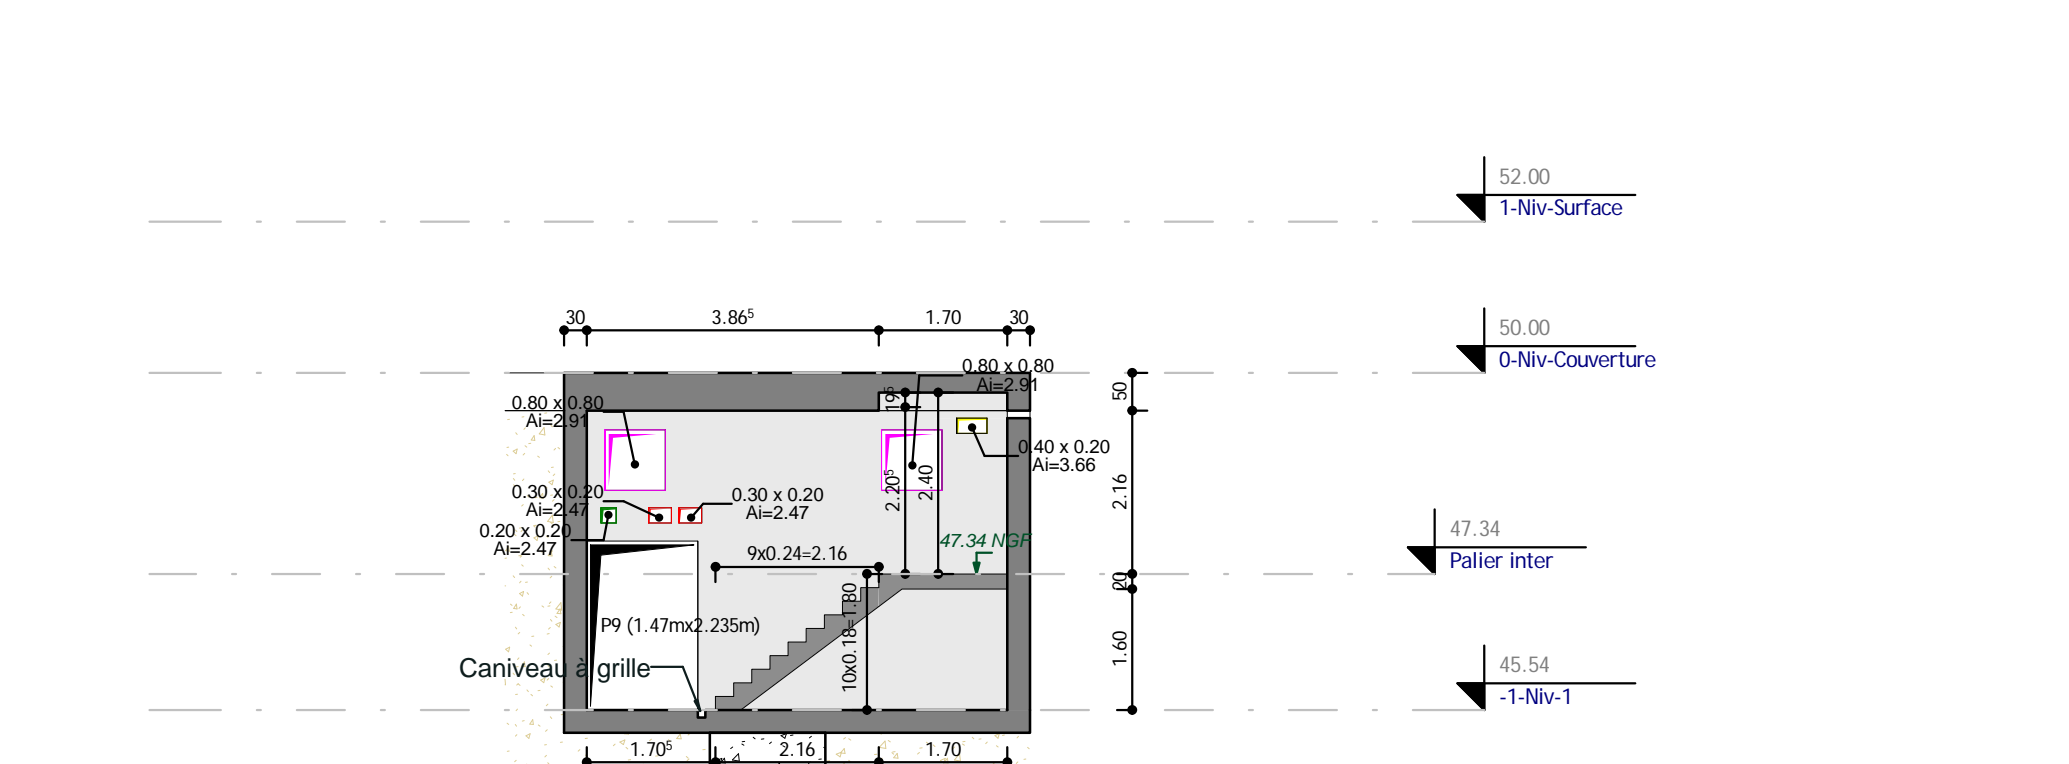 52.00
1-Niv-Surface
30
3.86⁵
1.70
30
50.00
0-Niv-Couverture
0.80 x 0.80
Ai=2.91
50
19⁵
0.80 x 0.80
Ai=2.91
0.40 x 0.20
Ai=3.66
2.20⁵
2.40
2.16
0.30 x 0.20
Ai=2.47
0.30 x 0.20
Ai=2.47
0.20 x 0.20
Ai=2.47
47.34 NGF
9x0.24=2.16
47.34
Palier inter
20
P9 (1.47mx2.235m)
10x0.18=1.80
1.60
Caniveau à grille
45.54
-1-Niv-1
1.70⁵
2.16
1.70